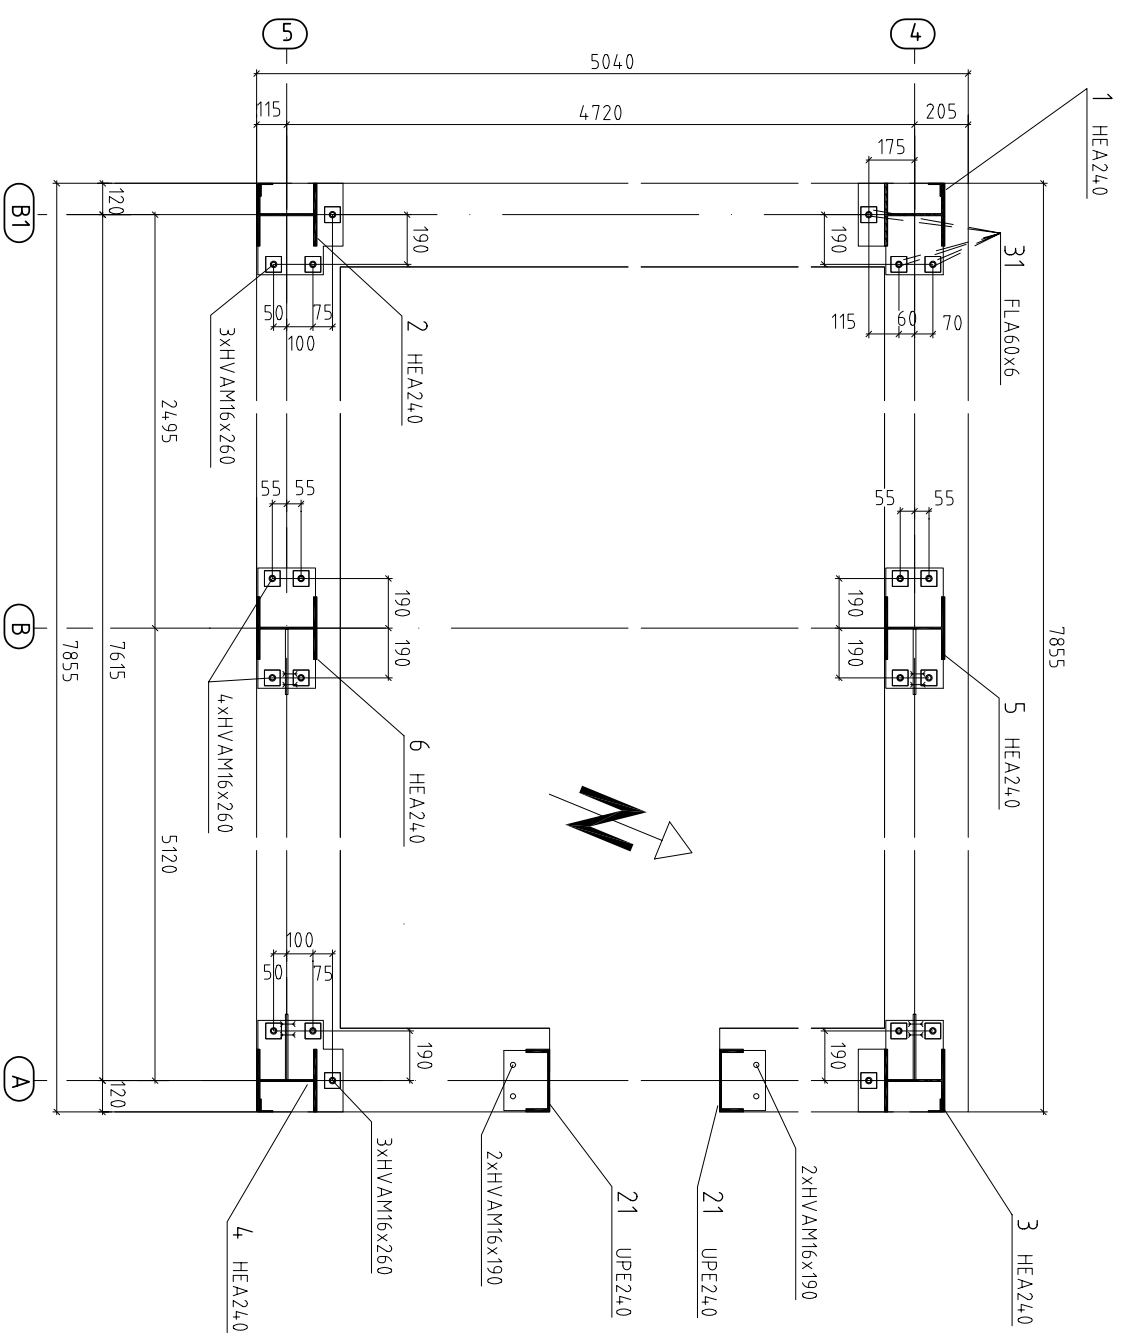 5
4
5040
115
4720
205
1 HEA240
175
B1
120
190
190
31 FLA60x6
50
75
100
115
60
70
2 HEA240
3xHVAM16x260
2495
7855
55
55
55
55
190
190
190
190
B
7855
7615
5 HEA240
6 HEA240
4xHVAM16x260
5120
N
100
50
75
190
190
A
120
3xHVAM16x260
2xHVAM16x190
2xHVAM16x190
21 UPE240
21 UPE240
4 HEA240
3 HEA240